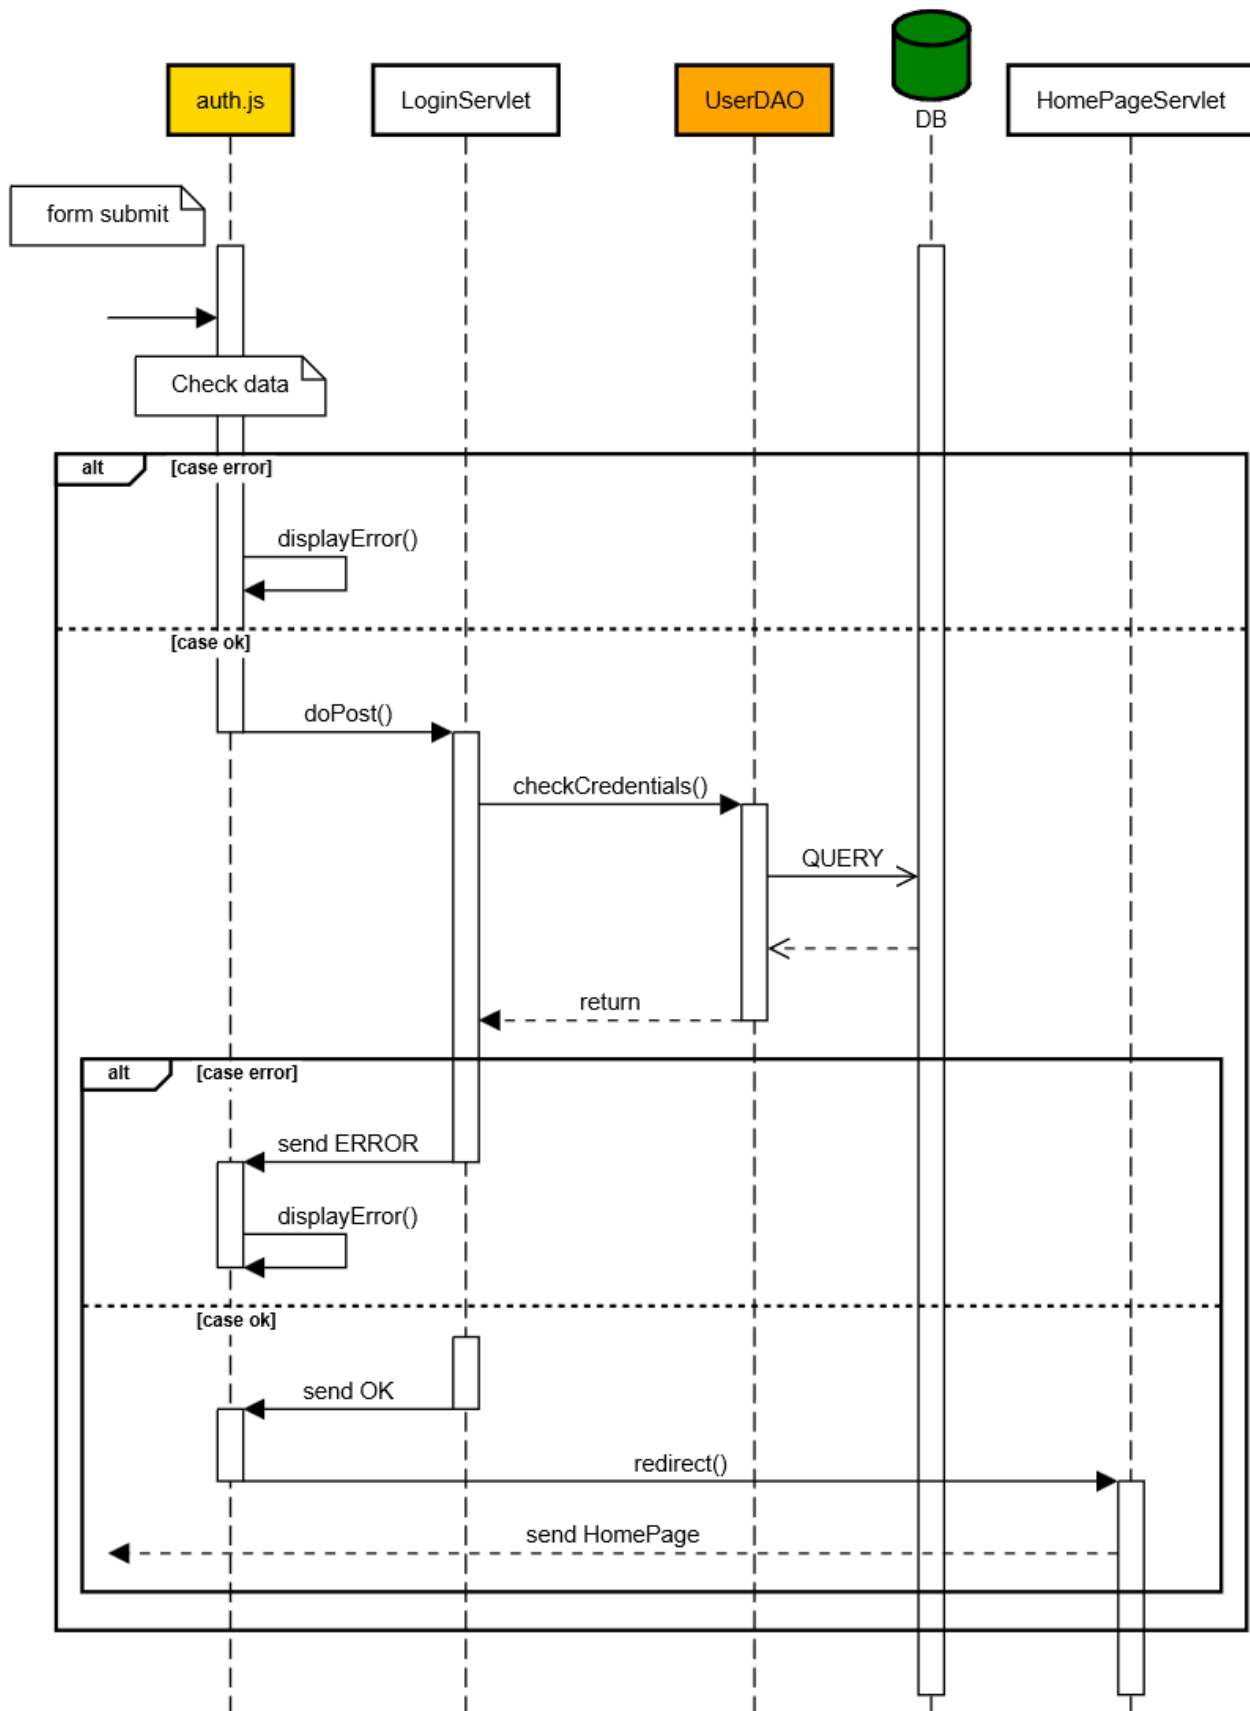 auth.js
LoginServlet
UserDAO
DB
HomePageServlet
form submit
Check data
alt
[case error]
displayError()
[case ok]
doPost()
checkCredentials()
QUERY
return
alt
[case error]
send ERROR
displayError()
[case ok]
send OK
redirect()
send HomePage